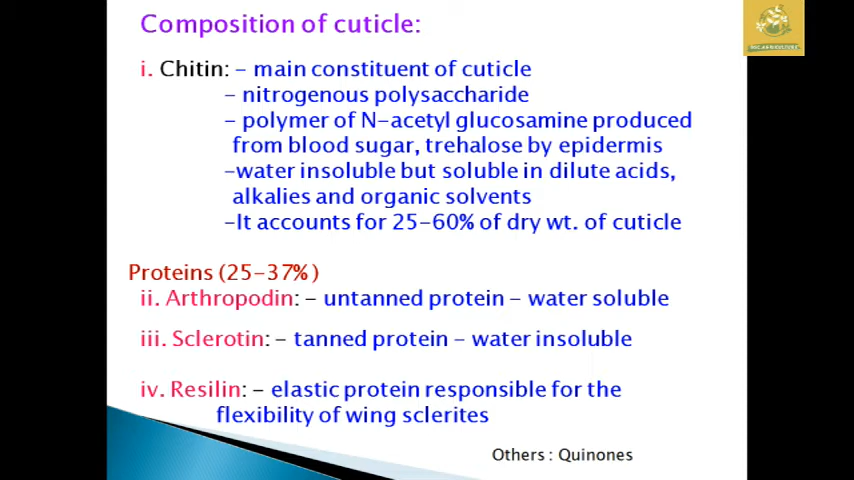 Composition of cuticle:
i. Chitin: - main constituent of cuticle
- nitrogenous polysaccharide
- polymer of N-acetyl glucosamine produced
from blood sugar, trehalose by epidermis
-water insoluble but soluble in dilute acids,
alkalies and organic solvents
-It accounts for 25-60% of dry wt. of cuticle
Proteins (25-37%)
ii. Arthropodin: - untanned protein - water soluble
iii. Sclerotin: - tanned protein - water insoluble
iv. Resilin: - elastic protein responsible for the
flexibility of wing sclerites
Others : Quinones